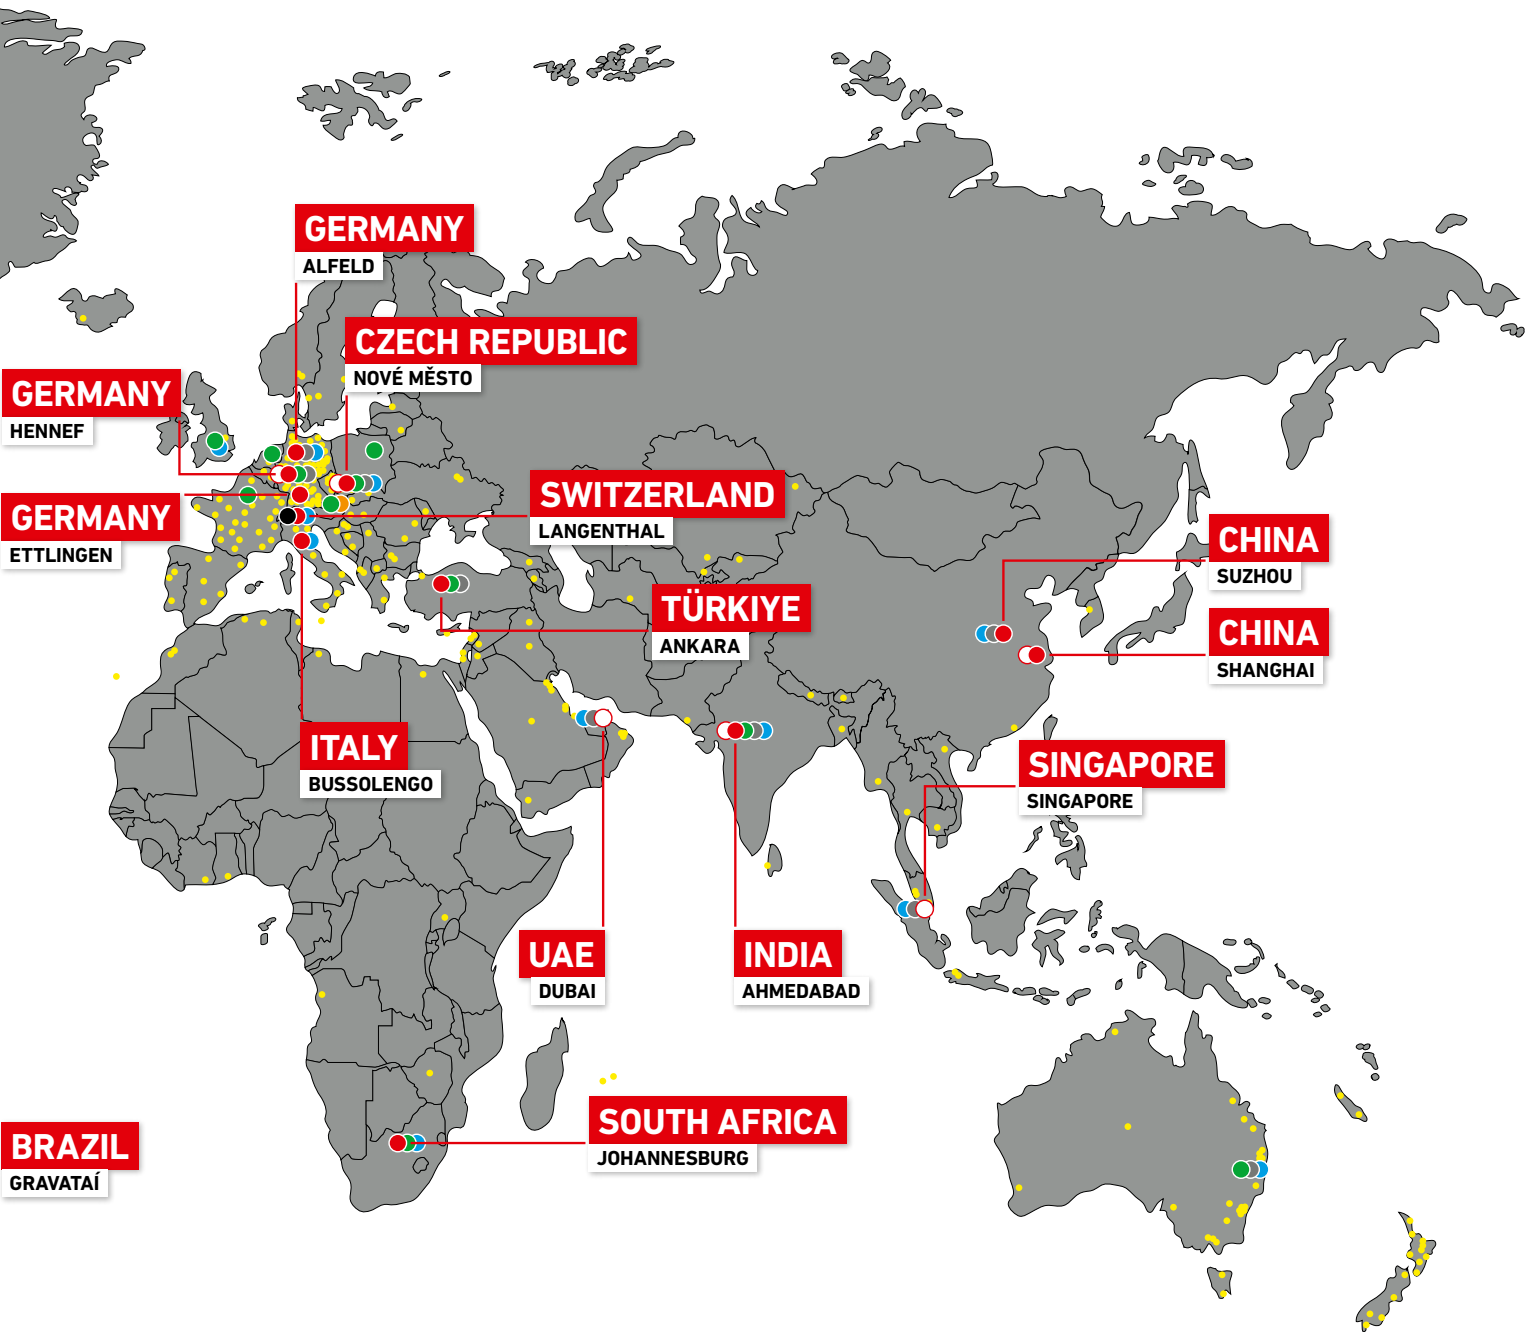 GERMANY
ALFELD
CZECH REPUBLIC
NOVÉ MĚSTO
GERMANY
HENNEF
SWITZERLAND
LANGENTHAL
GERMANY
ETTLINGEN
CHINA
SUZHOU
TÜRKIYE
ANKARA
CHINA
SHANGHAI
ITALY
BUSSOLENGO
SINGAPORE
SINGAPORE
UAE
DUBAI
INDIA
AHMEDABAD
SOUTH AFRICA
JOHANNESBURG
BRAZIL
GRAVATAÍ